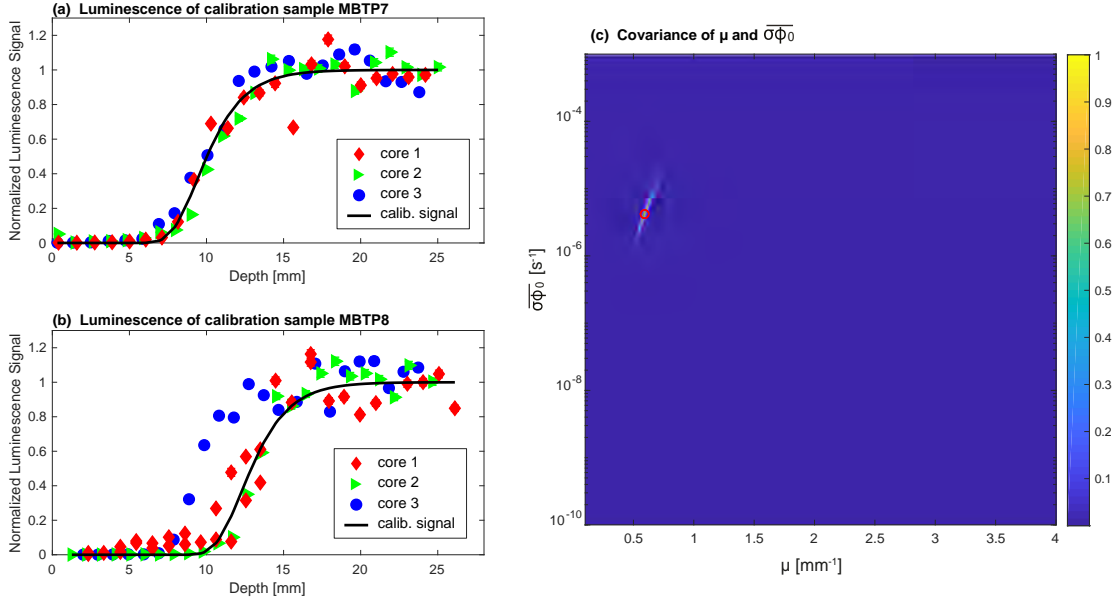 (a) Luminescence of calibration sample MBTP7
Normalized Luminescence Signal
1.2
1
0.8
0.6
0.4
0.2
0
core 1
core 2
core 3
calib. signal
0 5 10 15 20 25
Depth [mm]
(b) Luminescence of calibration sample MBTP8
Normalized Luminescence Signal
1.2
1
0.8
0.6
0.4
0.2
0
core 1
core 2
core 3
calib. signal
0 5 10 15 20 25
Depth [mm]
(c) Covariance of μ and σϕ₀
σϕ₀ [s⁻¹]
10⁻⁴
10⁻⁶
10⁻⁸
10⁻¹⁰
0.5 1 1.5 2 2.5 3 3.5 4
μ [mm⁻¹]
1
0.9
0.8
0.7
0.6
0.5
0.4
0.3
0.2
0.1